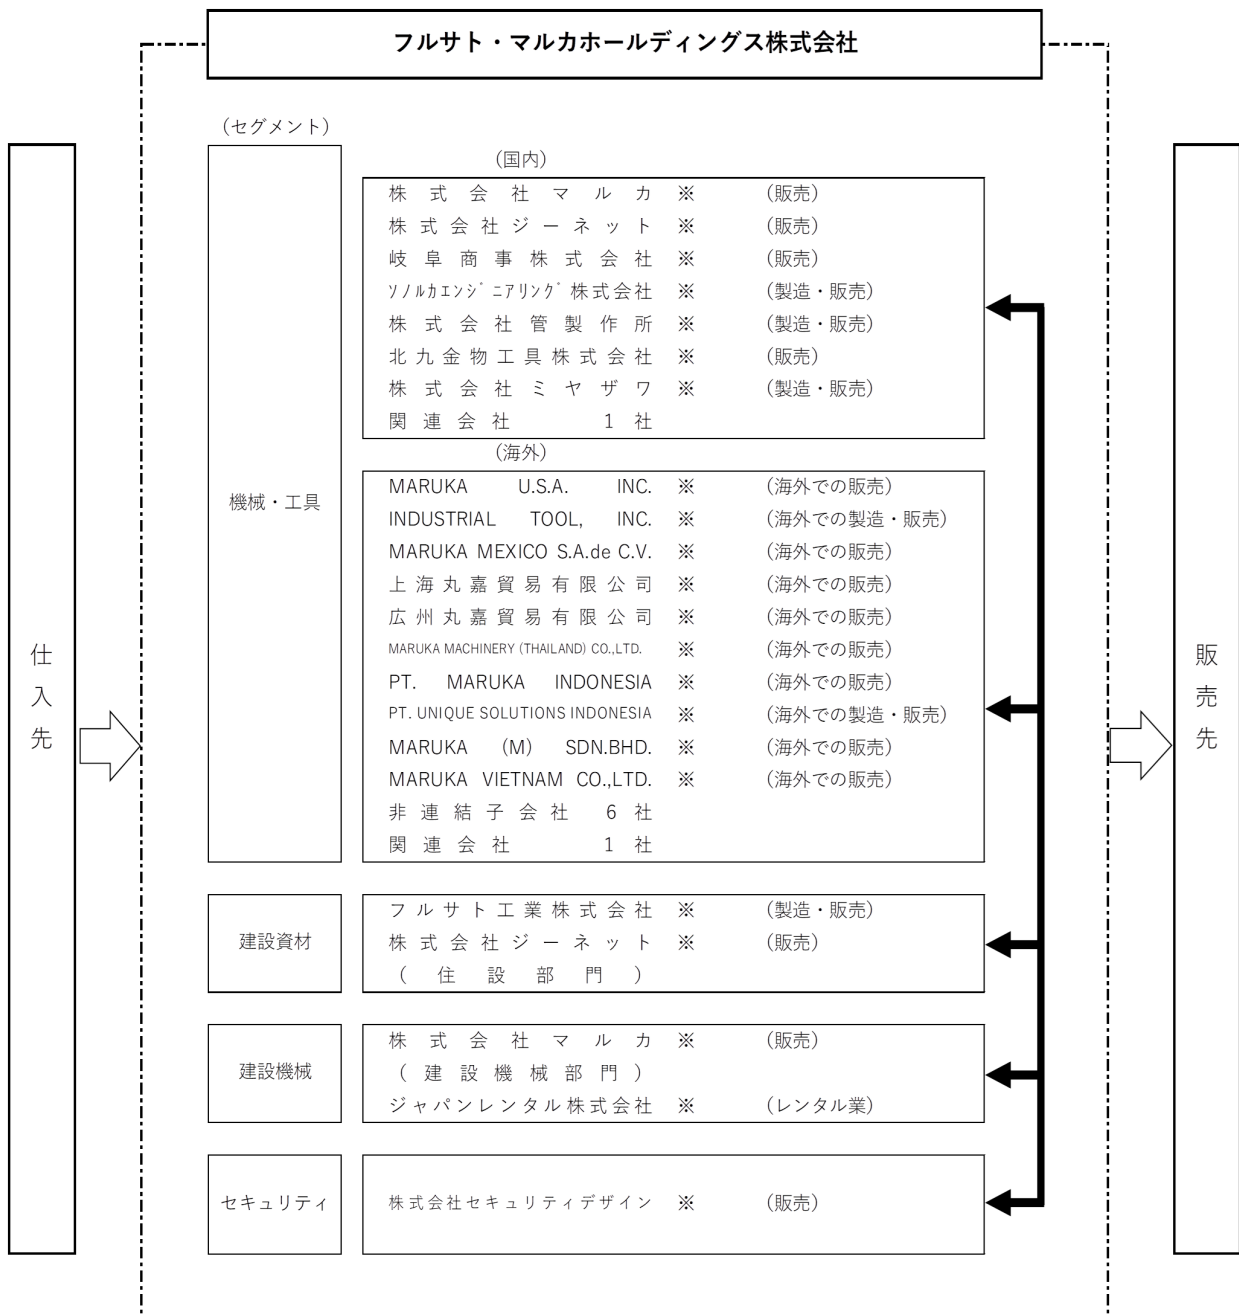 フルサト・マルカホールディングス株式会社
(セグメント)
仕入先
機械・工具
(国内)
株式会社マルカ ※ (販売)
株式会社ジーネット ※ (販売)
岐阜商事株式会社 ※ (販売)
ソノルカエンジニアリング株式会社 ※ (製造・販売)
株式会社管製作所 ※ (製造・販売)
北九金物工具株式会社 ※ (販売)
株式会社ミヤザワ ※ (製造・販売)
関連会社 1社
(海外)
MARUKA U.S.A. INC. ※ (海外での販売)
INDUSTRIAL TOOL, INC. ※ (海外での製造・販売)
MARUKA MEXICO S.A.de C.V. ※ (海外での販売)
上海丸嘉貿易有限公司 ※ (海外での販売)
広州丸嘉貿易有限公司 ※ (海外での販売)
MARUKA MACHINERY (THAILAND) CO.,LTD. ※ (海外での販売)
PT. MARUKA INDONESIA ※ (海外での販売)
PT. UNIQUE SOLUTIONS INDONESIA ※ (海外での製造・販売)
MARUKA (M) SDN.BHD. ※ (海外での販売)
MARUKA VIETNAM CO.,LTD. ※ (海外での販売)
非連結子会社 6社
関連会社 1社
建設資材
フルサト工業株式会社 ※ (製造・販売)
株式会社ジーネット ※ (販売)
(住設部門)
建設機械
株式会社マルカ ※ (販売)
(建設機械部門)
ジャパンレンタル株式会社 ※ (レンタル業)
セキュリティ
株式会社セキュリティデザイン ※ (販売)
販売先